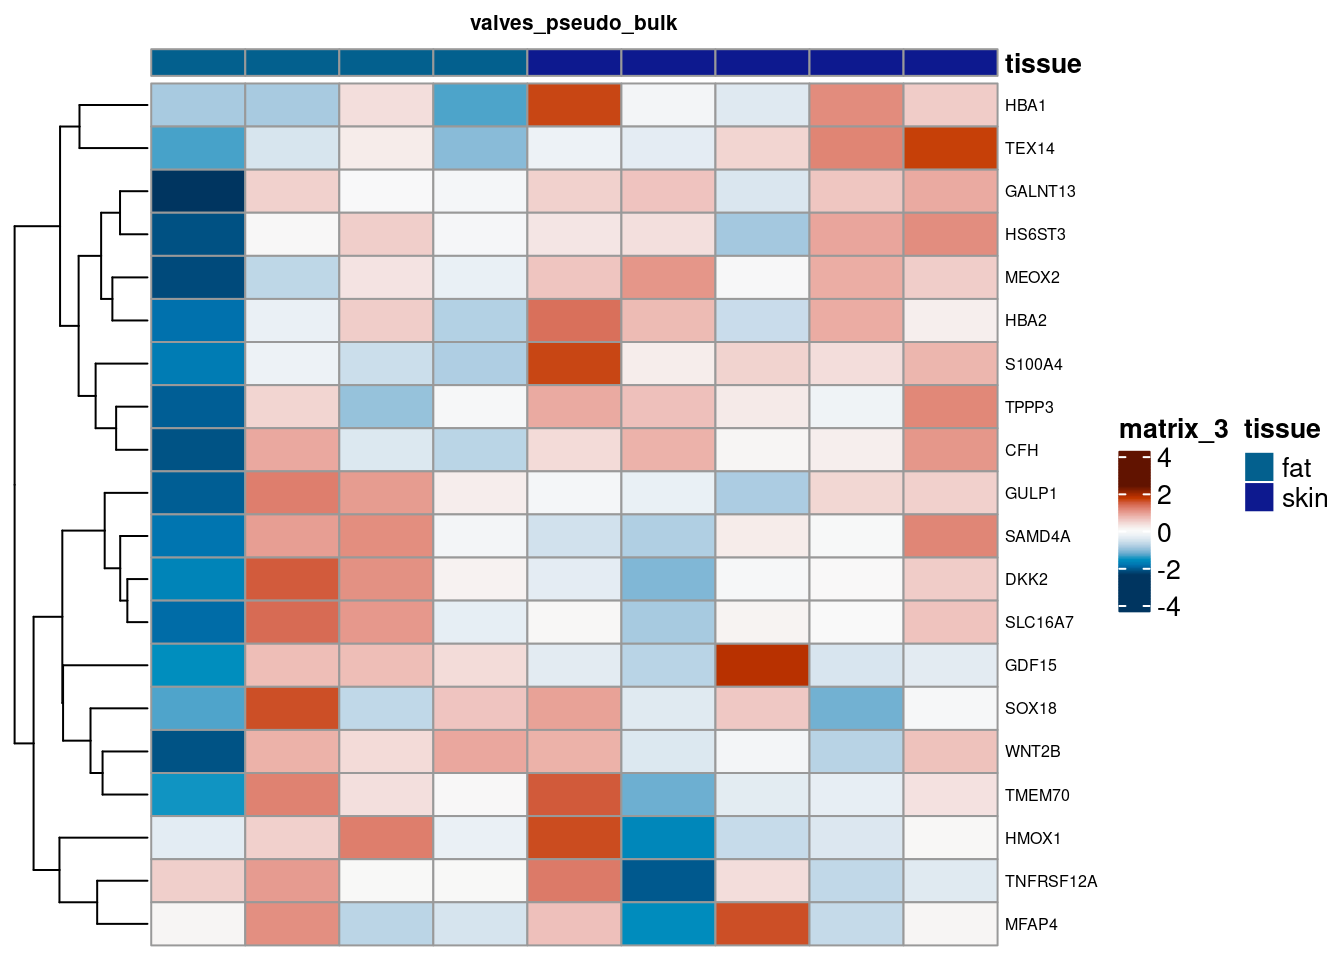 valves_pseudo_bulk
tissue
HBA1
TEX14
GALNT13
HS6ST3
MEOX2
HBA2
S100A4
TPPP3
CFH
GULP1
SAMD4A
DKK2
SLC16A7
GDF15
SOX18
WNT2B
TMEM70
HMOX1
TNFRSF12A
MFAP4
matrix_3
4
2
0
-2
-4
tissue
fat
skin